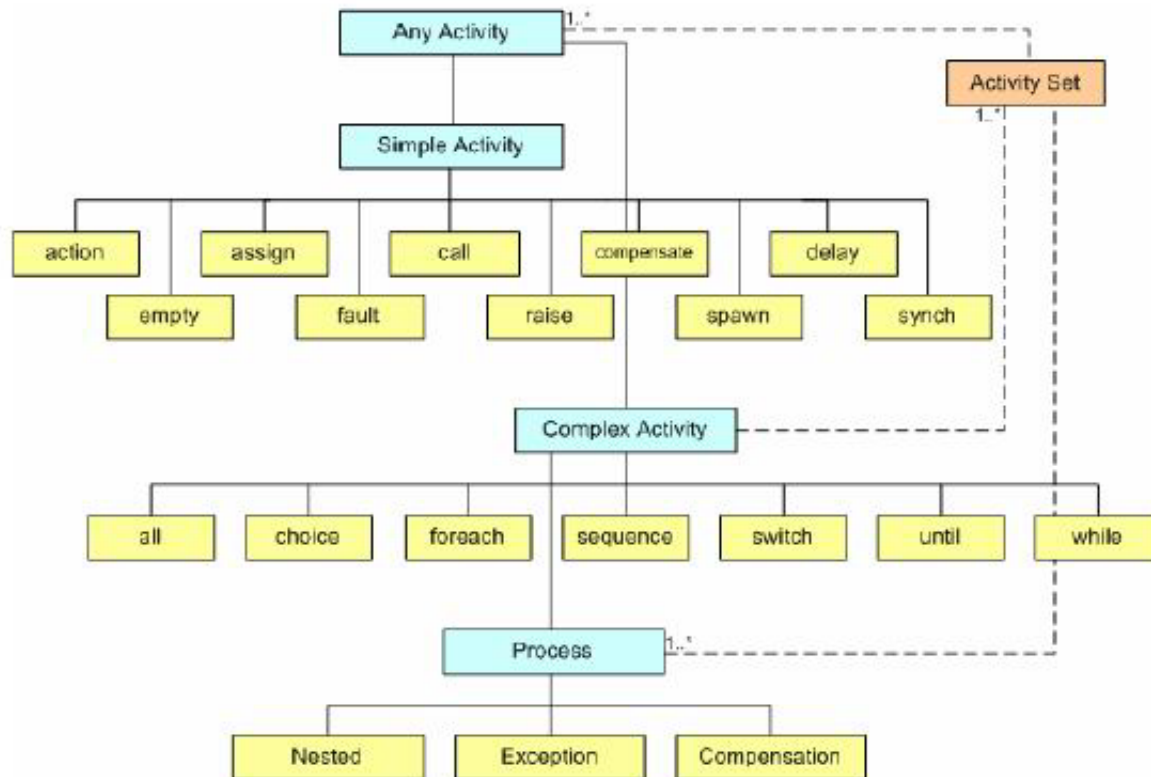 Any Activity
1..*
Activity Set
1..*
Simple Activity
action
assign
call
compensate
delay
empty
fault
raise
spawn
synch
Complex Activity
all
choice
foreach
sequence
switch
until
while
Process
1..*
Nested
Exception
Compensation